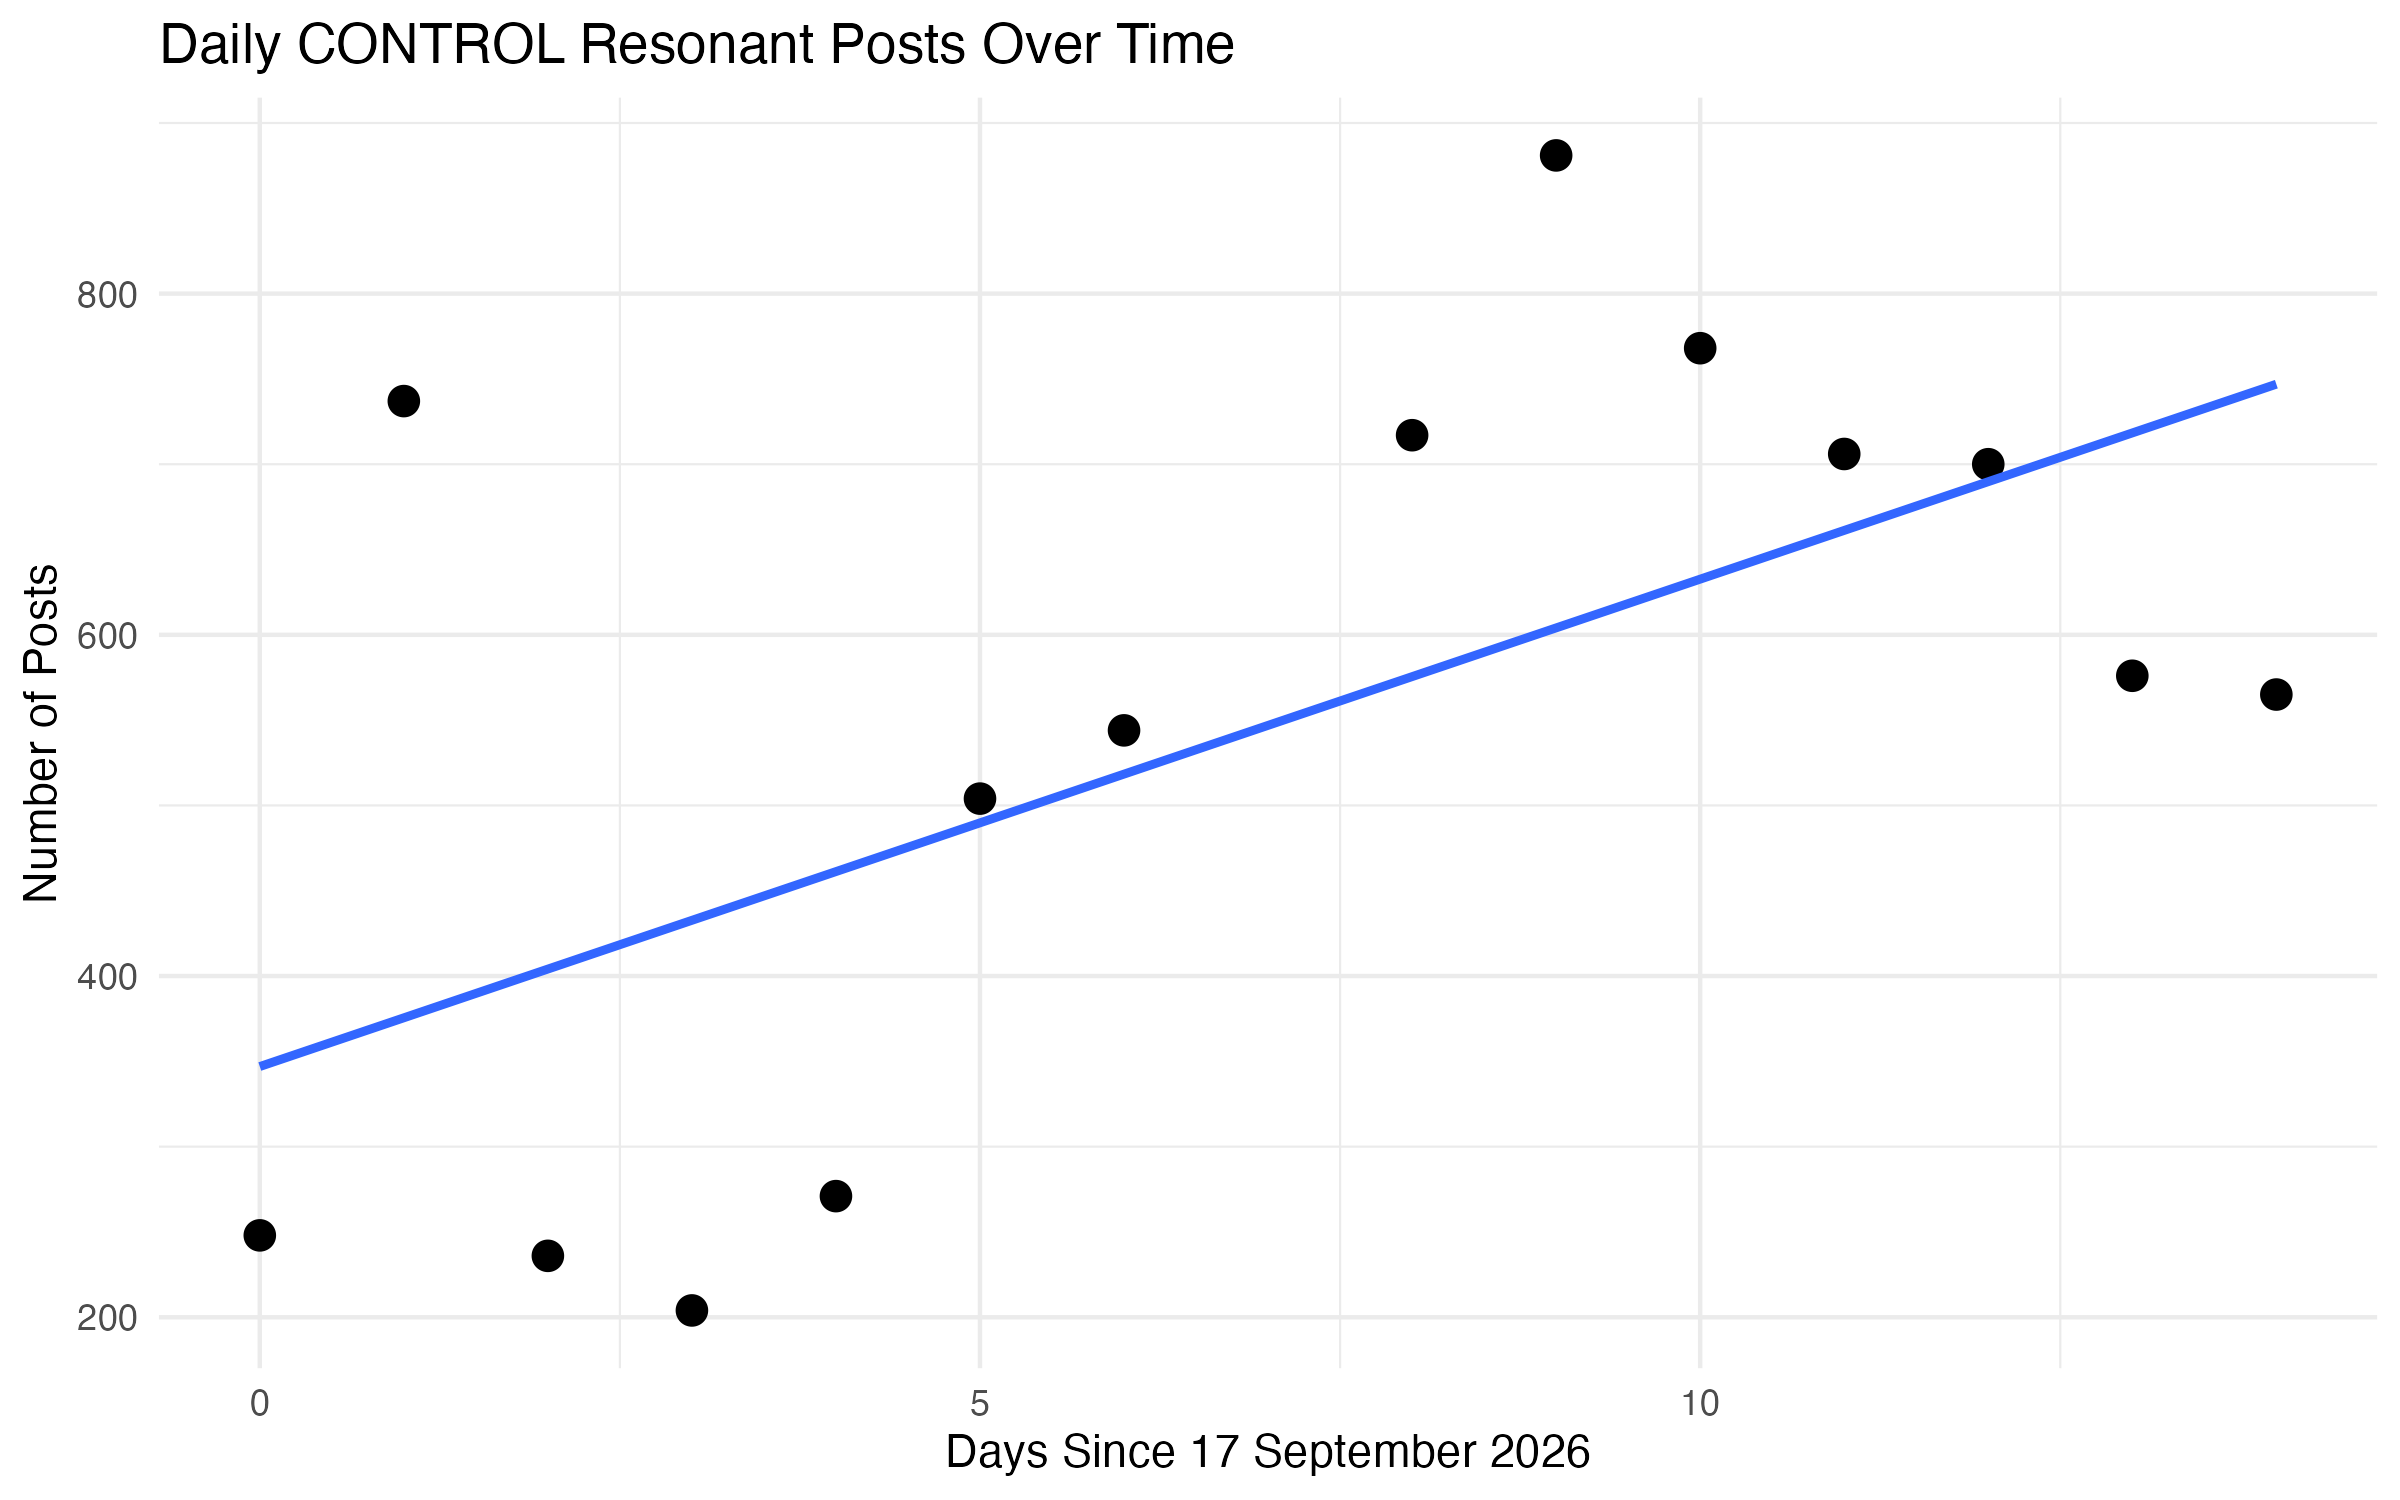 Daily CONTROL Resonant Posts Over Time
Number of Posts
800
600
400
200
0 5 10
Days Since 17 September 2026